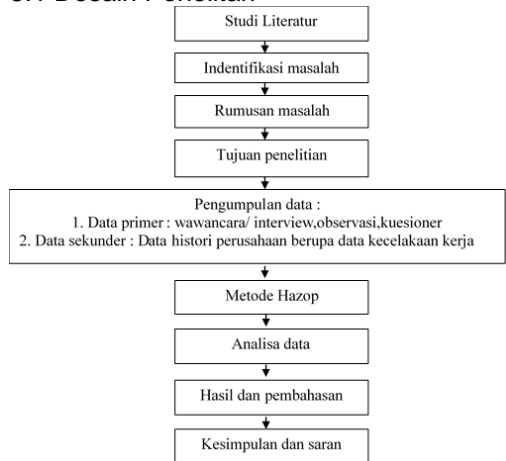 Studi Literatur
Indentifikasi masalah
Rumusan masalah
Tujuan penelitian
Pengumpulan data :
1. Data primer : wawancara/ interview,observasi,kuesioner
2. Data sekunder : Data histori perusahaan berupa data kecelakaan kerja
Metode Hazop
Analisa data
Hasil dan pembahasan
Kesimpulan dan saran